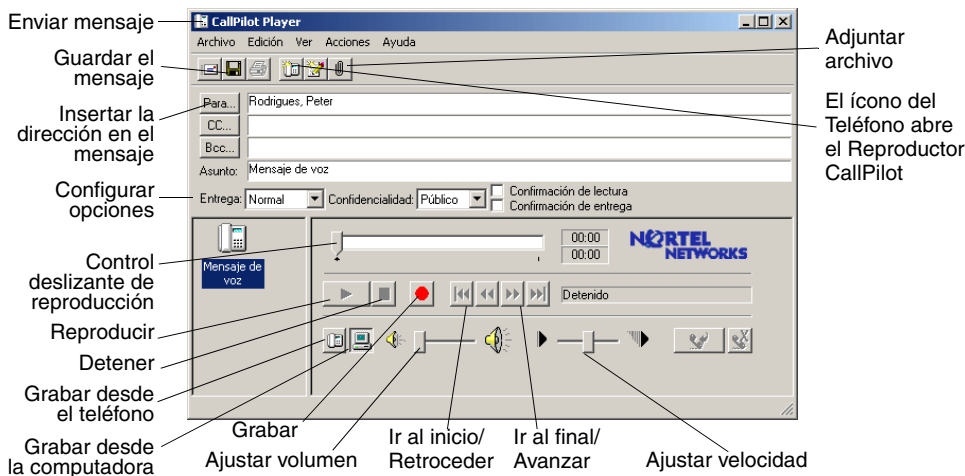 Enviar mensaje
Guardar el
mensaje
Insertar la
dirección en el
mensaje
Configurar
opciones
Control
deslizante de
reproducción
Reproducir
Detener
Grabar desde
el teléfono
Grabar desde
la computadora
CallPilot Player
Archivo Edición Ver Acciones Ayuda
Para... Rodrigues, Peter
CC...
Bcc...
Asunto: Mensaje de voz
Entrega: Normal Confidencialidad: Público
Confirmación de lectura
Confirmación de entrega
Mensaje de
voz
00:00
00:00
NORTEL
NETWORKS
Detenido
Adjuntar
archivo
El ícono del
Teléfono abre
el Reproductor
CallPilot
Grabar
Ajustar volumen
Ir al inicio/
Retroceder
Ir al final/
Avanzar
Ajustar velocidad